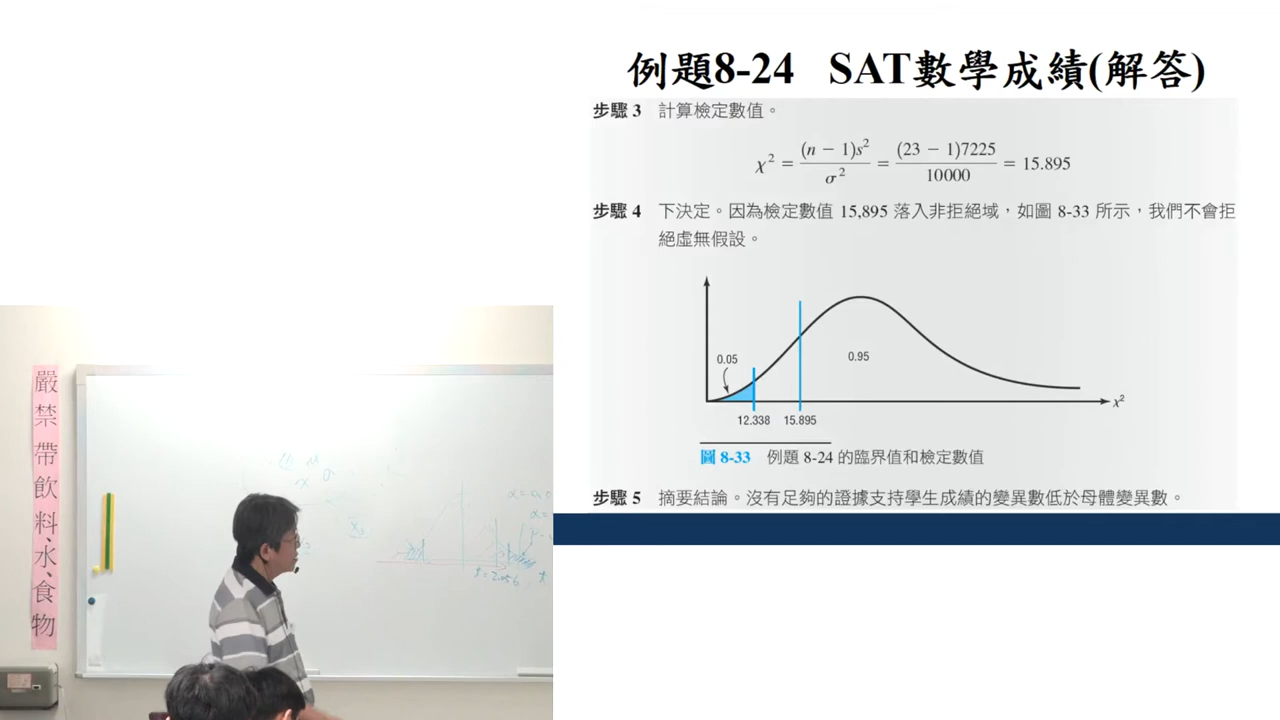 例題8-24 SAT數學成績(解答)
步驟 3 計算檢定數值。
χ² = (n − 1)s² / σ² = (23 − 1)7225 / 10000 = 15.895
步驟 4 下決定。因為檢定數值 15,895 落入非拒絕域，如圖 8-33 所示，我們不會拒
絕虛無假設。
0.05
0.95
12.338 15.895
χ²
圖 8-33 例題 8-24 的臨界值和檢定數值
步驟 5 摘要結論。沒有足夠的證據支持學生成績的變異數低於母體變異數。
嚴禁帶飲料、水、食物
t=2.056